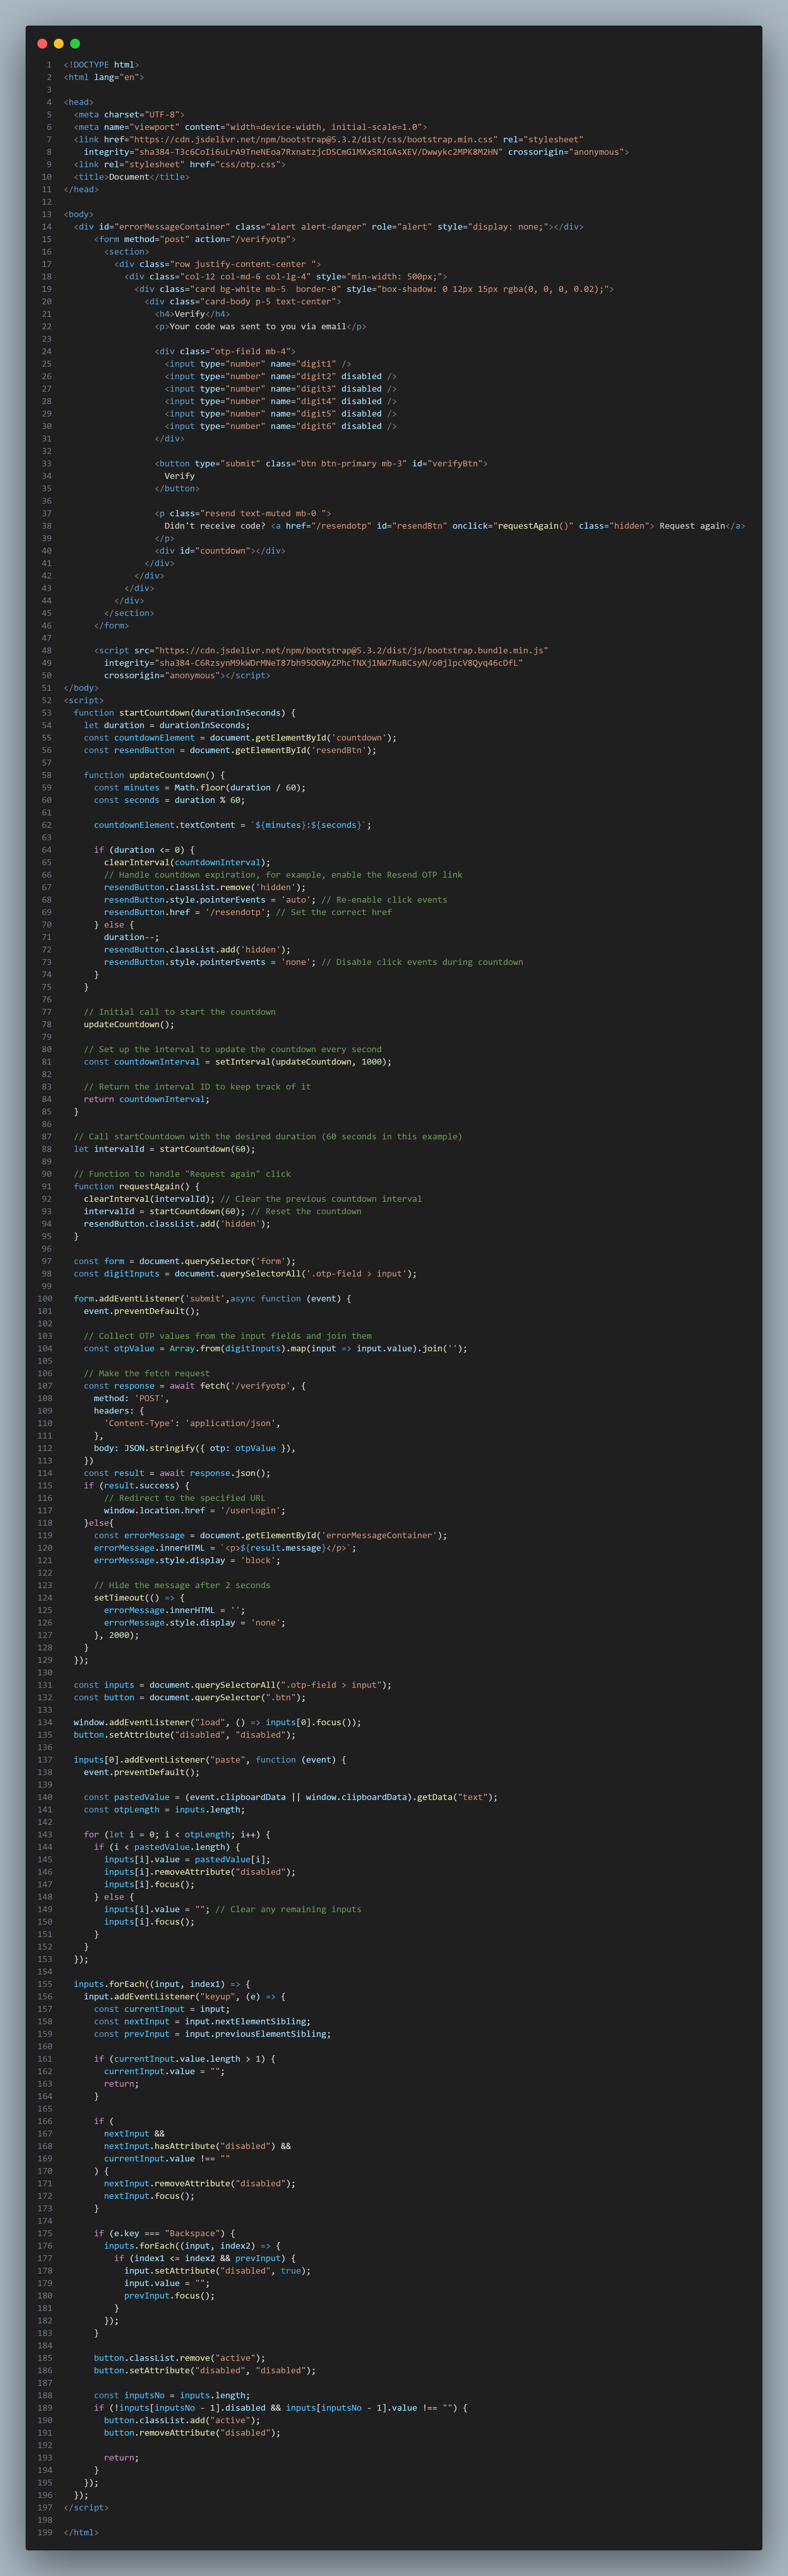 1 <!DOCTYPE html>
2 <html lang="en">
3
4 <head>
5   <meta charset="UTF-8">
6   <meta name="viewport" content="width=device-width, initial-scale=1.0">
7   <link href="https://cdn.jsdelivr.net/npm/bootstrap@5.3.2/dist/css/bootstrap.min.css" rel="stylesheet"
8     integrity="sha384-T3c6CoIi6uLrA9TneNEoa7RxnatzjcDSCmG1MXxSR1GAsXEV/Dwwykc2MPK8M2HN" crossorigin="anonymous">
9   <link rel="stylesheet" href="css/otp.css">
10   <title>Document</title>
11 </head>
12
13 <body>
14   <div id="errorMessageContainer" class="alert alert-danger" role="alert" style="display: none;"></div>
15       <form method="post" action="/verifyotp">
16         <section>
17           <div class="row justify-content-center ">
18             <div class="col-12 col-md-6 col-lg-4" style="min-width: 500px;">
19               <div class="card bg-white mb-5  border-0" style="box-shadow: 0 12px 15px rgba(0, 0, 0, 0.02);">
20                 <div class="card-body p-5 text-center">
21                   <h4>Verify</h4>
22                   <p>Your code was sent to you via email</p>
23
24                   <div class="otp-field mb-4">
25                     <input type="number" name="digit1" />
26                     <input type="number" name="digit2" disabled />
27                     <input type="number" name="digit3" disabled />
28                     <input type="number" name="digit4" disabled />
29                     <input type="number" name="digit5" disabled />
30                     <input type="number" name="digit6" disabled />
31                   </div>
32
33                   <button type="submit" class="btn btn-primary mb-3" id="verifyBtn">
34                     Verify
35                   </button>
36
37                   <p class="resend text-muted mb-0 ">
38                     Didn't receive code? <a href="/resendotp" id="resendBtn" onclick="requestAgain()" class="hidden"> Request again</a>
39                   </p>
40                   <div id="countdown"></div>
41                 </div>
42               </div>
43             </div>
44           </div>
45         </section>
46       </form>
47
48       <script src="https://cdn.jsdelivr.net/npm/bootstrap@5.3.2/dist/js/bootstrap.bundle.min.js"
49         integrity="sha384-C6RzsynM9kWDrMNeT87bh95OGNyZPhcTNXj1NW7RuBCsyN/o0jlpcV8Qyq46cDfL"
50         crossorigin="anonymous"></script>
51 </body>
52 <script>
53   function startCountdown(durationInSeconds) {
54     let duration = durationInSeconds;
55     const countdownElement = document.getElementById('countdown');
56     const resendButton = document.getElementById('resendBtn');
57
58     function updateCountdown() {
59       const minutes = Math.floor(duration / 60);
60       const seconds = duration % 60;
61
62       countdownElement.textContent = `${minutes}:${seconds}`;
63
64       if (duration <= 0) {
65         clearInterval(countdownInterval);
66         // Handle countdown expiration, for example, enable the Resend OTP link
67         resendButton.classList.remove('hidden');
68         resendButton.style.pointerEvents = 'auto'; // Re-enable click events
69         resendButton.href = '/resendotp'; // Set the correct href
70       } else {
71         duration--;
72         resendButton.classList.add('hidden');
73         resendButton.style.pointerEvents = 'none'; // Disable click events during countdown
74       }
75     }
76
77     // Initial call to start the countdown
78     updateCountdown();
79
80     // Set up the interval to update the countdown every second
81     const countdownInterval = setInterval(updateCountdown, 1000);
82
83     // Return the interval ID to keep track of it
84     return countdownInterval;
85   }
86
87   // Call startCountdown with the desired duration (60 seconds in this example)
88   let intervalId = startCountdown(60);
89
90   // Function to handle "Request again" click
91   function requestAgain() {
92     clearInterval(intervalId); // Clear the previous countdown interval
93     intervalId = startCountdown(60); // Reset the countdown
94     resendButton.classList.add('hidden');
95   }
96
97   const form = document.querySelector('form');
98   const digitInputs = document.querySelectorAll('.otp-field > input');
99
100   form.addEventListener('submit',async function (event) {
101     event.preventDefault();
102
103     // Collect OTP values from the input fields and join them
104     const otpValue = Array.from(digitInputs).map(input => input.value).join('');
105
106     // Make the fetch request
107     const response = await fetch('/verifyotp', {
108       method: 'POST',
109       headers: {
110         'Content-Type': 'application/json',
111       },
112       body: JSON.stringify({ otp: otpValue }),
113     })
114     const result = await response.json();
115     if (result.success) {
116         // Redirect to the specified URL
117         window.location.href = '/userLogin';
118     }else{
119       const errorMessage = document.getElementById('errorMessageContainer');
120       errorMessage.innerHTML = `<p>${result.message}</p>`;
121       errorMessage.style.display = 'block';
122
123       // Hide the message after 2 seconds
124       setTimeout(() => {
125         errorMessage.innerHTML = '';
126         errorMessage.style.display = 'none';
127       }, 2000);
128     }
129   });
130
131   const inputs = document.querySelectorAll(".otp-field > input");
132   const button = document.querySelector(".btn");
133
134   window.addEventListener("load", () => inputs[0].focus());
135   button.setAttribute("disabled", "disabled");
136
137   inputs[0].addEventListener("paste", function (event) {
138     event.preventDefault();
139
140     const pastedValue = (event.clipboardData || window.clipboardData).getData("text");
141     const otpLength = inputs.length;
142
143     for (let i = 0; i < otpLength; i++) {
144       if (i < pastedValue.length) {
145         inputs[i].value = pastedValue[i];
146         inputs[i].removeAttribute("disabled");
147         inputs[i].focus();
148       } else {
149         inputs[i].value = ""; // Clear any remaining inputs
150         inputs[i].focus();
151       }
152     }
153   });
154
155   inputs.forEach((input, index1) => {
156     input.addEventListener("keyup", (e) => {
157       const currentInput = input;
158       const nextInput = input.nextElementSibling;
159       const prevInput = input.previousElementSibling;
160
161       if (currentInput.value.length > 1) {
162         currentInput.value = "";
163         return;
164       }
165
166       if (
167         nextInput &&
168         nextInput.hasAttribute("disabled") &&
169         currentInput.value !== ""
170       ) {
171         nextInput.removeAttribute("disabled");
172         nextInput.focus();
173       }
174
175       if (e.key === "Backspace") {
176         inputs.forEach((input, index2) => {
177           if (index1 <= index2 && prevInput) {
178             input.setAttribute("disabled", true);
179             input.value = "";
180             prevInput.focus();
181           }
182         });
183       }
184
185       button.classList.remove("active");
186       button.setAttribute("disabled", "disabled");
187
188       const inputsNo = inputs.length;
189       if (!inputs[inputsNo - 1].disabled && inputs[inputsNo - 1].value !== "") {
190         button.classList.add("active");
191         button.removeAttribute("disabled");
192
193         return;
194       }
195     });
196   });
197 </script>
198
199 </html>